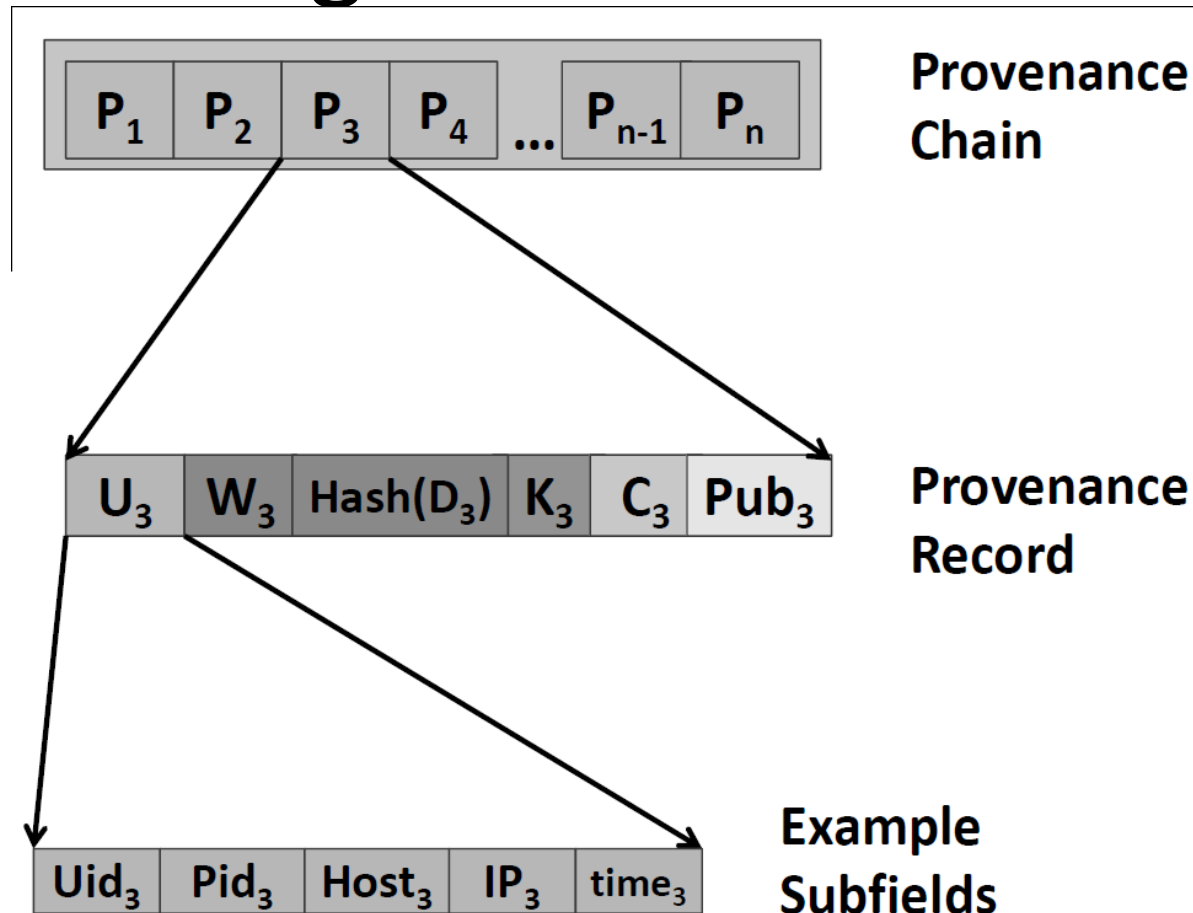 P₁ P₂ P₃ P₄ ... Pₙ₋₁ Pₙ
Provenance
Chain
U₃ W₃ Hash(D₃) K₃ C₃ Pub₃
Provenance
Record
Uid₃ Pid₃ Host₃ IP₃ time₃
Example
Subfields